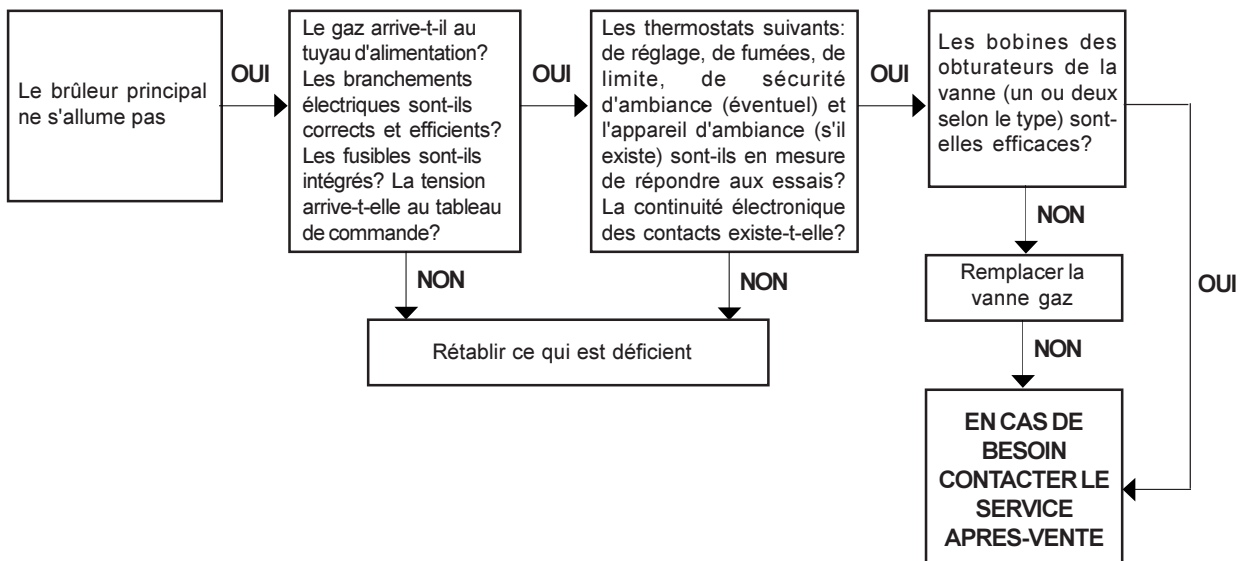 Le brûleur principal
ne s'allume pas
OUI
Le gaz arrive-t-il au
tuyau d'alimentation?
Les branchements
électriques sont-ils
corrects et efficients?
Les fusibles sont-ils
intégrés? La tension
arrive-t-elle au tableau
de commande?
OUI
Les thermostats suivants:
de réglage, de fumées, de
limite, de sécurité
d'ambiance (éventuel) et
l'appareil d'ambiance (s'il
existe) sont-ils en mesure
de répondre aux essais?
La continuité électronique
des contacts existe-t-elle?
OUI
Les bobines des
obturateurs de la
vanne (un ou deux
selon le type) sont-
elles efficaces?
NON
NON
Rétablir ce qui est déficient
NON
Remplacer la
vanne gaz
OUI
NON
EN CAS DE
BESOIN
CONTACTER LE
SERVICE
APRES-VENTE